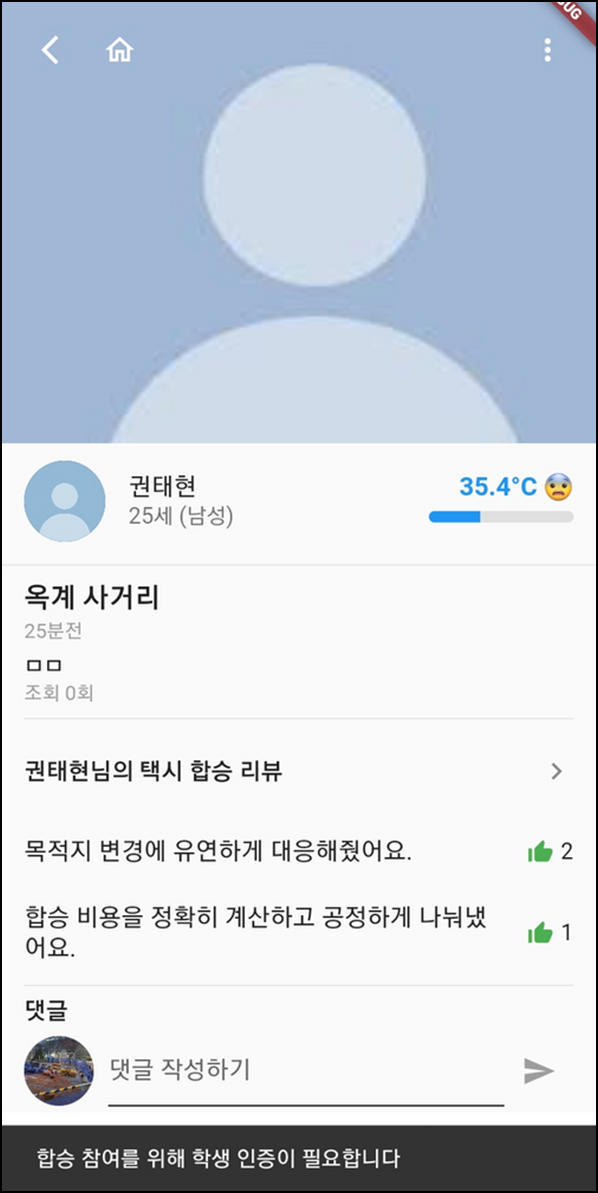 UG
권태현
35.4°C
25세 (남성)
옥계 사거리
25분전
ㅁㅁ
조회 0회
권태현님의 택시 합승 리뷰
목적지 변경에 유연하게 대응해줬어요.
2
합승 비용을 정확히 계산하고 공정하게 나눠냈
어요.
1
댓글
댓글 작성하기
합승 참여를 위해 학생 인증이 필요합니다